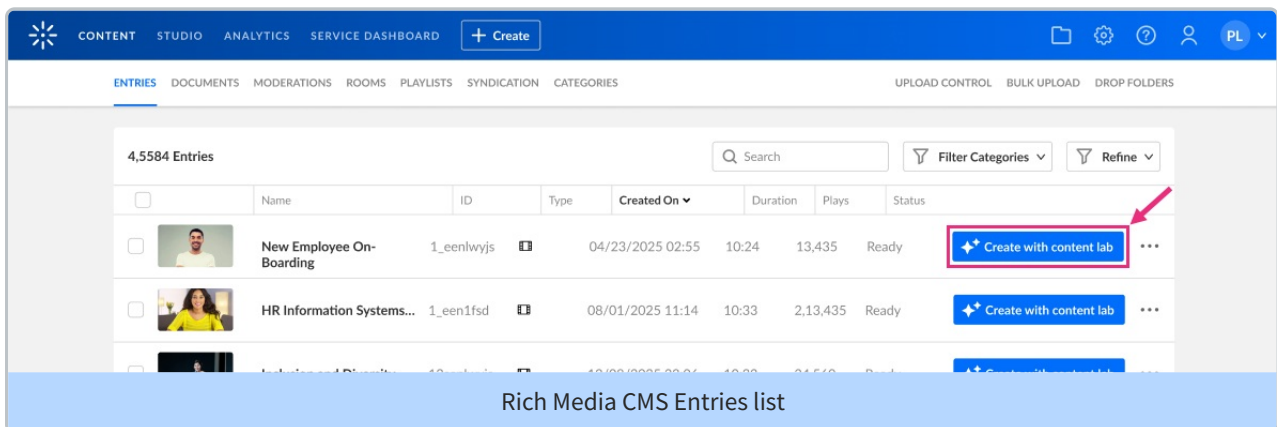 CONTENT STUDIO ANALYTICS SERVICE DASHBOARD + Create PL
ENTRIES DOCUMENTS MODERATIONS ROOMS PLAYLISTS SYNDICATION CATEGORIES UPLOAD CONTROL BULK UPLOAD DROP FOLDERS
4,5584 Entries Search Filter Categories Refine
Name ID Type Created On Duration Plays Status
New Employee On-
Boarding 1_eenlwyjs 04/23/2025 02:55 10:24 13,435 Ready Create with content lab
HR Information Systems... 1_een1fsd 08/01/2025 11:14 10:33 2,13,435 Ready Create with content lab
Rich Media CMS Entries list